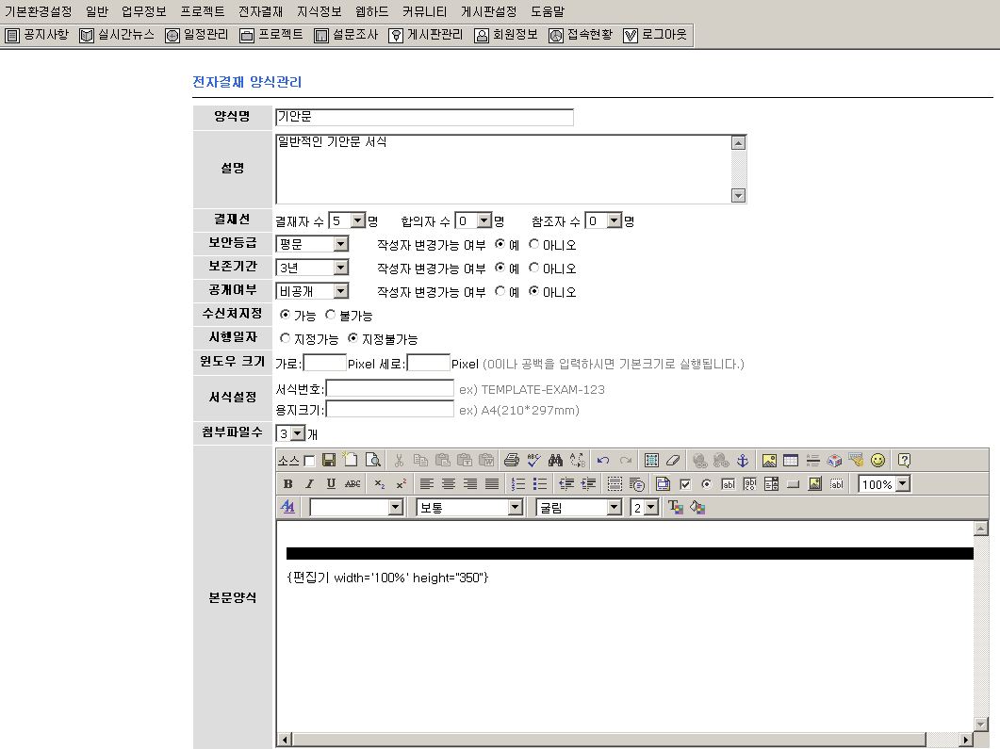 기본환경설정 일반 업무정보 프로젝트 전자결재 지식정보 웹하드 커뮤니티 게시판설정 도움말
공지사항 실시간뉴스 일정관리 프로젝트 설문조사 게시판관리 회원정보 접속현황 로그아웃
전자결재 양식관리
양식명 기안문
설명 일반적인 기안문 서식
결재선 결재자 수 5 명 합의자 수 0 명 참조자 수 0 명
보안등급 평문 작성자 변경가능 여부 예 아니오
보존기간 3년 작성자 변경가능 여부 예 아니오
공개여부 비공개 작성자 변경가능 여부 예 아니오
수신처지정 가능 불가능
시행일자 지정가능 지정불가능
윈도우 크기 가로: Pixel 세로: Pixel (0이나 공백을 입력하시면 기본크기로 실행됩니다.)
서식설정 서식번호: ex) TEMPLATE-EXAM-123
용지크기: ex) A4(210*297mm)
첨부파일수 3 개
본문양식
소스
B I U ABC 100%
보통 굴림 2
{편집기 width='100%' height="350"}